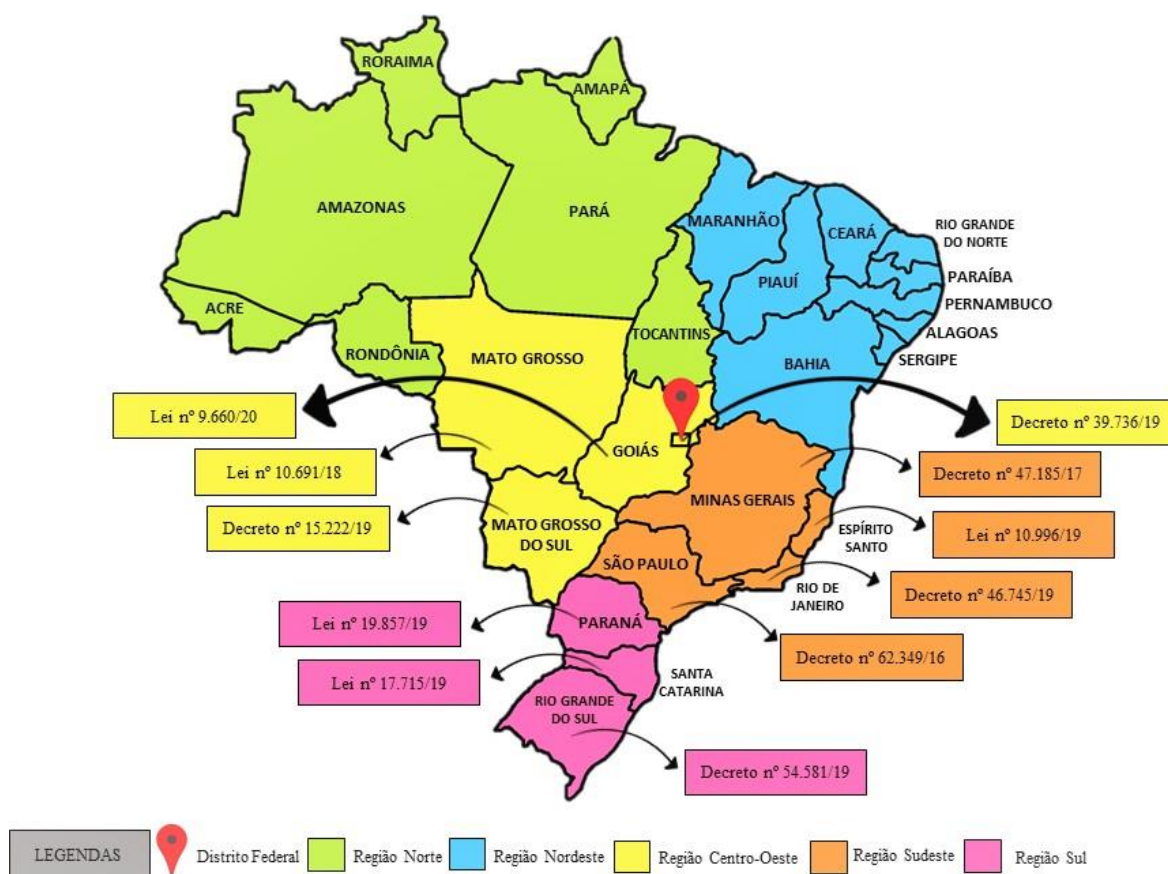 RORAIMA
AMAPÁ
AMAZONAS
PARÁ
MARANHÃO
CEARÁ
RIO GRANDE
DO NORTE
PIAUÍ
PARAÍBA
PERNAMBUCO
ACRE
TOCANTINS
ALAGOAS
RONDÔNIA
MATO GROSSO
BAHIA
SERGIPE
Lei nº 9.660/20
Decreto nº 39.736/19
GOIÁS
Lei nº 10.691/18
Decreto nº 47.185/17
MINAS GERAIS
Decreto nº 15.222/19
MATO GROSSO
DO SUL
ESPÍRITO
SANTO
Lei nº 10.996/19
SÃO PAULO
RIO DE
JANEIRO
Decreto nº 46.745/19
Lei nº 19.857/19
PARANÁ
Decreto nº 62.349/16
Lei nº 17.715/19
SANTA
CATARINA
RIO GRANDE
DO SUL
Decreto nº 54.581/19
LEGENDAS
Distrito Federal
Região Norte
Região Nordeste
Região Centro-Oeste
Região Sudeste
Região Sul